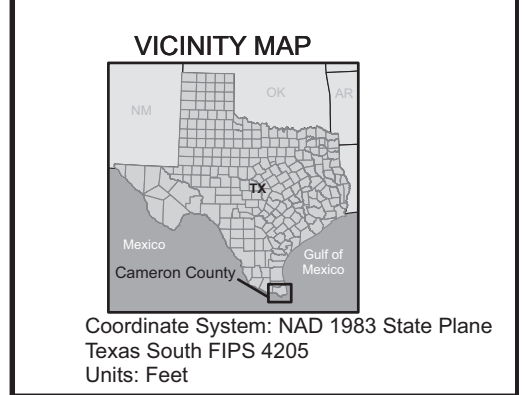 VICINITY MAP
OK
AR
NM
TX
Mexico
Gulf of
Mexico
Cameron County
Coordinate System: NAD 1983 State Plane
Texas South FIPS 4205
Units: Feet